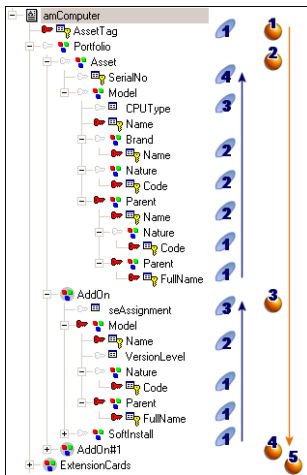 amComputer 1
AssetTag 1
Portfolio 2
Asset
SerialNo 4
Model
CPUType 3
Name
Brand 2
Name
Nature 2
Code
Parent 2
Name
Nature 1
Code
Parent 1
FullName
AddOn 3
seAssignment 3
Model
Name 2
VersionLevel
Nature 1
Code
Parent 1
FullName
SoftInstall 1
AddOn#1 4
ExtensionCards 5